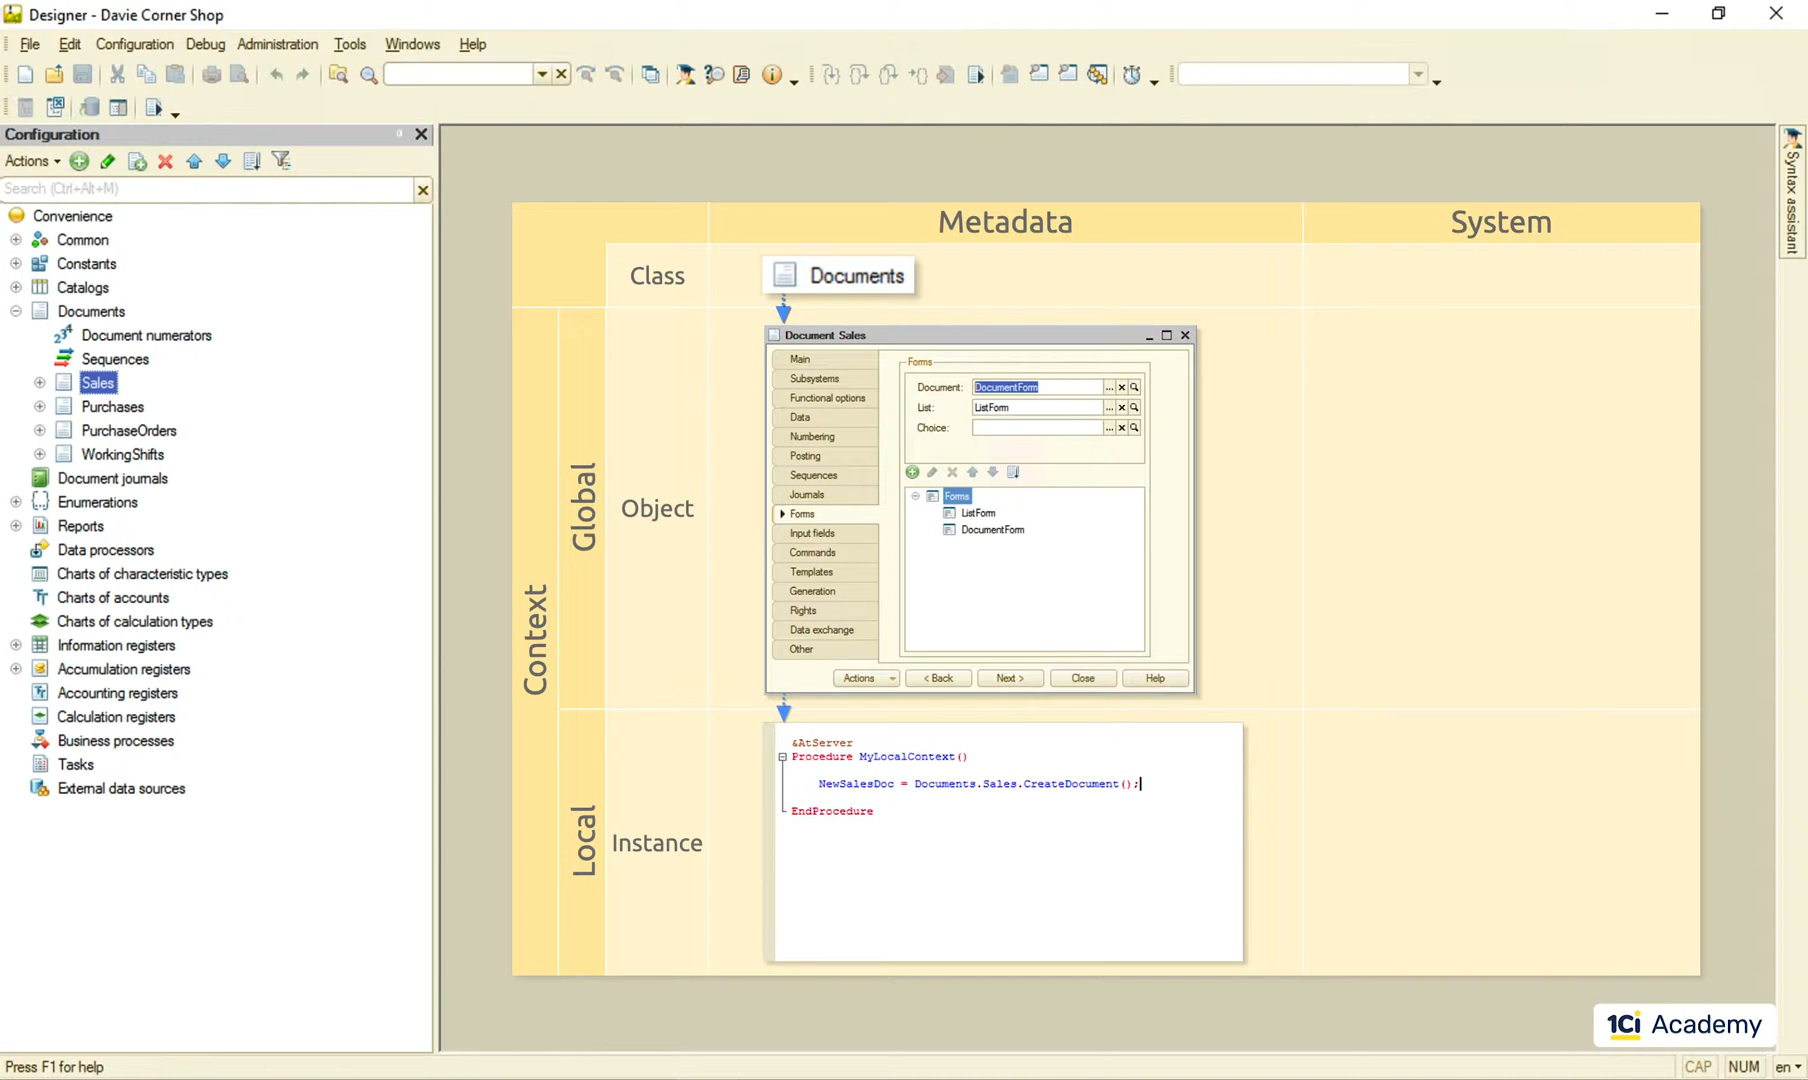 Designer - Davie Corner Shop
File Edit Configuration Debug Administration Tools Windows Help
Configuration
Actions
Search (Ctrl+Alt+M)
Convenience
Common
Constants
Catalogs
Documents
Document numerators
Sequences
Sales
Purchases
PurchaseOrders
WorkingShifts
Document journals
Enumerations
Reports
Data processors
Charts of characteristic types
Charts of accounts
Charts of calculation types
Information registers
Accumulation registers
Accounting registers
Calculation registers
Business processes
Tasks
External data sources
Metadata
System
Class
Documents
Context
Global
Object
Document Sales
Main
Subsystems
Functional options
Data
Numbering
Posting
Sequences
Journals
Forms
Input fields
Commands
Templates
Generation
Rights
Data exchange
Other
Forms
Document: DocumentForm
List: ListForm
Choice:
Forms
ListForm
DocumentForm
Actions < Back Next > Close Help
Local
Instance
&AtServer
Procedure MyLocalContext()
NewSalesDoc = Documents.Sales.CreateDocument();
EndProcedure
Syntax assistant
1Ci Academy
Press F1 for help
CAP NUM en